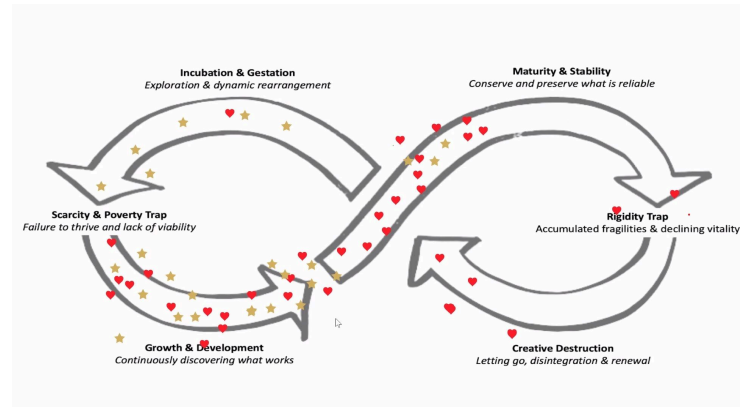 Incubation & Gestation
Exploration & dynamic rearrangement
Maturity & Stability
Conserve and preserve what is reliable
Scarcity & Poverty Trap
Failure to thrive and lack of viability
Rigidity Trap
Accumulated fragilities & declining vitality
Growth & Development
Continuously discovering what works
Creative Destruction
Letting go, disintegration & renewal